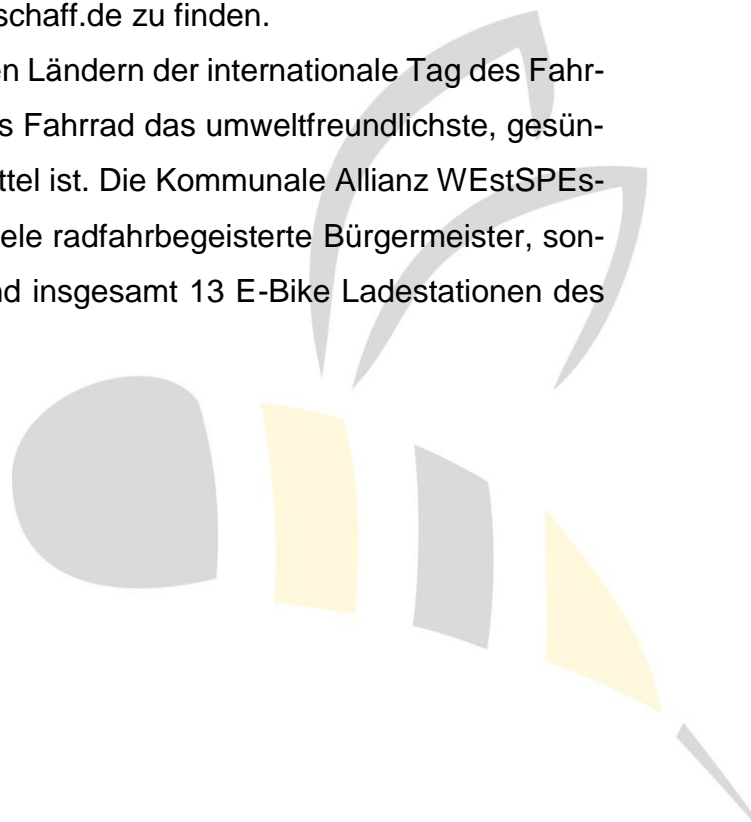 schaff.de zu finden.
en Ländern der internationale Tag des Fahr-
s Fahrrad das umweltfreundlichste, gesün-
ttel ist. Die Kommunale Allianz WEstSPEs-
ele radfahrbegeisterte Bürgermeister, son-
nd insgesamt 13 E-Bike Ladestationen des